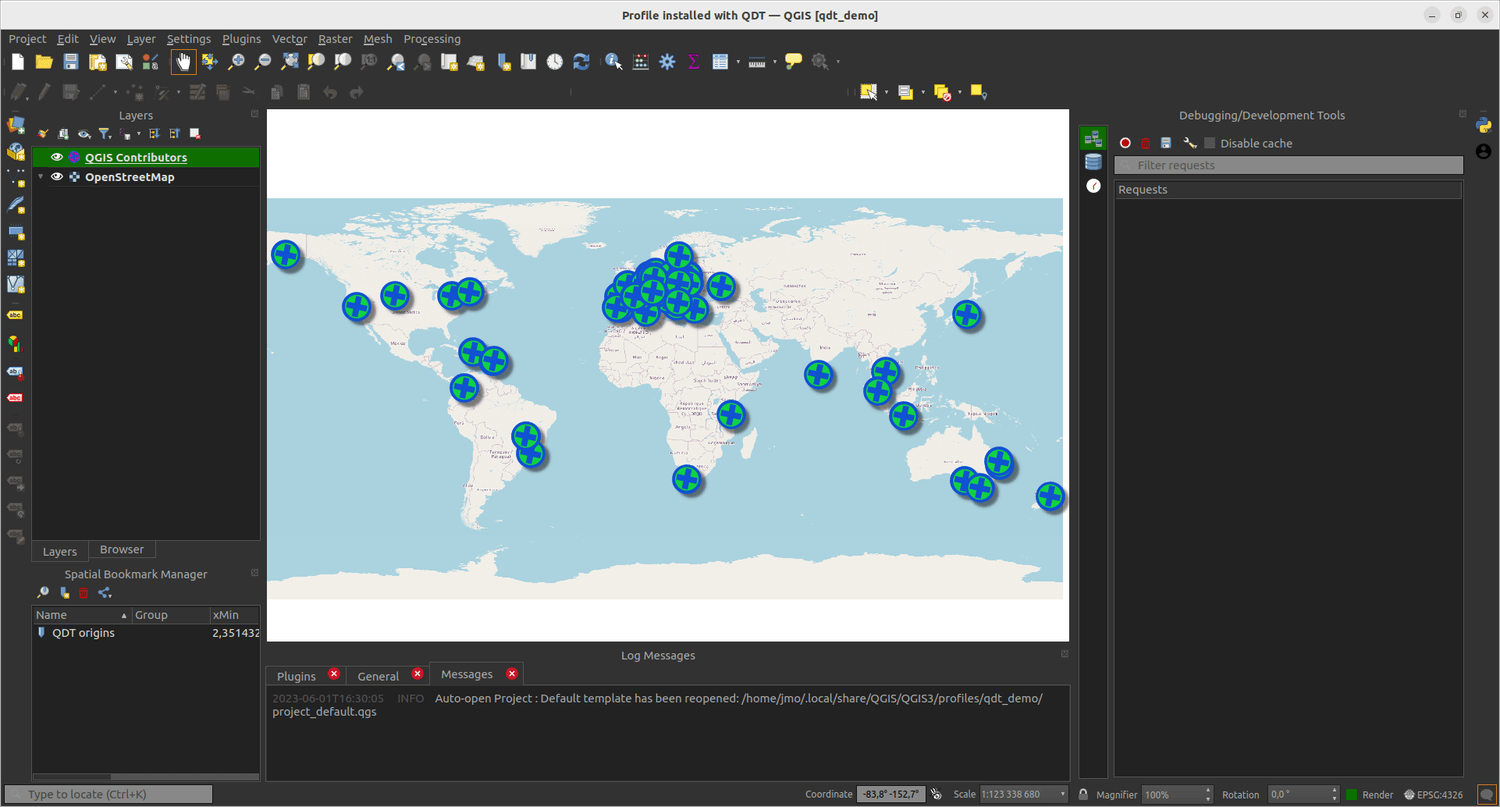 Profile installed with QDT — QGIS [qdt_demo]
Project Edit View Layer Settings Plugins Vector Raster Mesh Processing
Layers
QGIS Contributors
OpenStreetMap
Layers Browser
Spatial Bookmark Manager
Name Group xMin
QDT origins 2,351432
Log Messages
Plugins General Messages
2023-06-01T16:30:05 INFO Auto-open Project : Default template has been reopened: /home/jmo/.local/share/QGIS/QGIS3/profiles/qdt_demo/
project_default.qgs
Debugging/Development Tools
Disable cache
Filter requests
Requests
Type to locate (Ctrl+K)
Coordinate -83,8° -152,7° Scale 1:123 338 680 Magnifier 100% Rotation 0,0 ° Render EPSG:4326